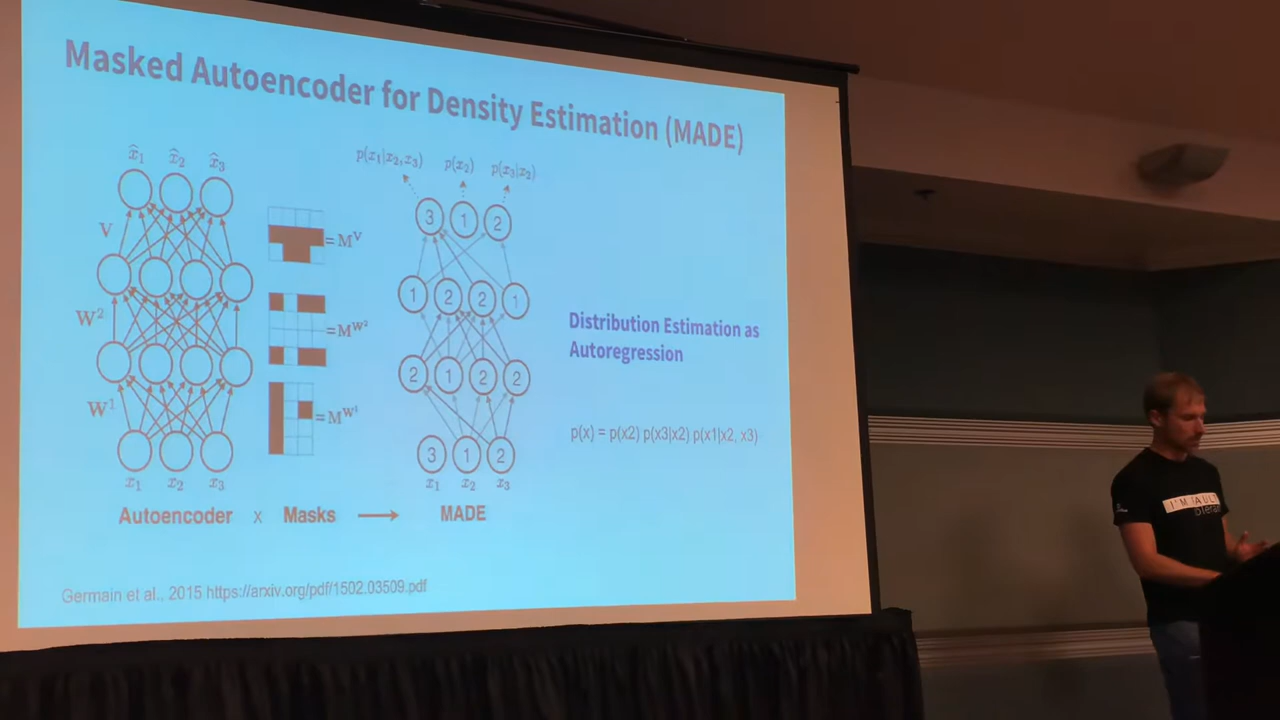 Masked Autoencoder for Density Estimation (MADE)
x̂₁ x̂₂ x̂₃
p(x₁|x₂,x₃) p(x₂) p(x₃|x₂)
3 1 2
V
= Mⱽ
1 2 2 1
W²
= M^W²
Distribution Estimation as
Autoregression
2 1 2 2
W¹
= M^W¹
p(x) = p(x2) p(x3|x2) p(x1|x2, x3)
3 1 2
x₁ x₂ x₃
x₁ x₂ x₃
Autoencoder x Masks → MADE
Germain et al., 2015 https://arxiv.org/pdf/1502.03509.pdf
I'M